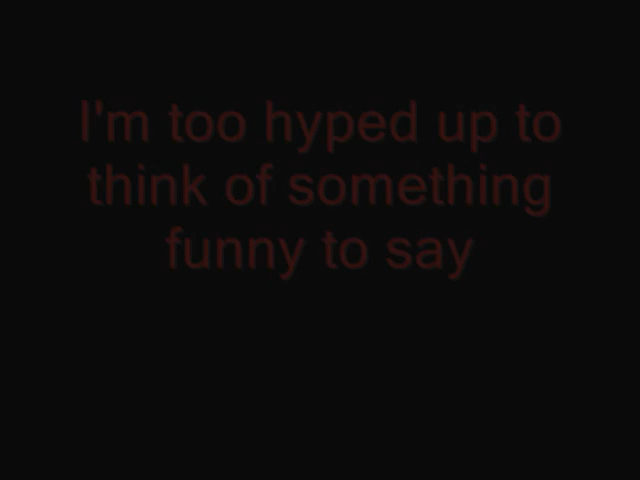 I'm too hyped up to
think of something
funny to say